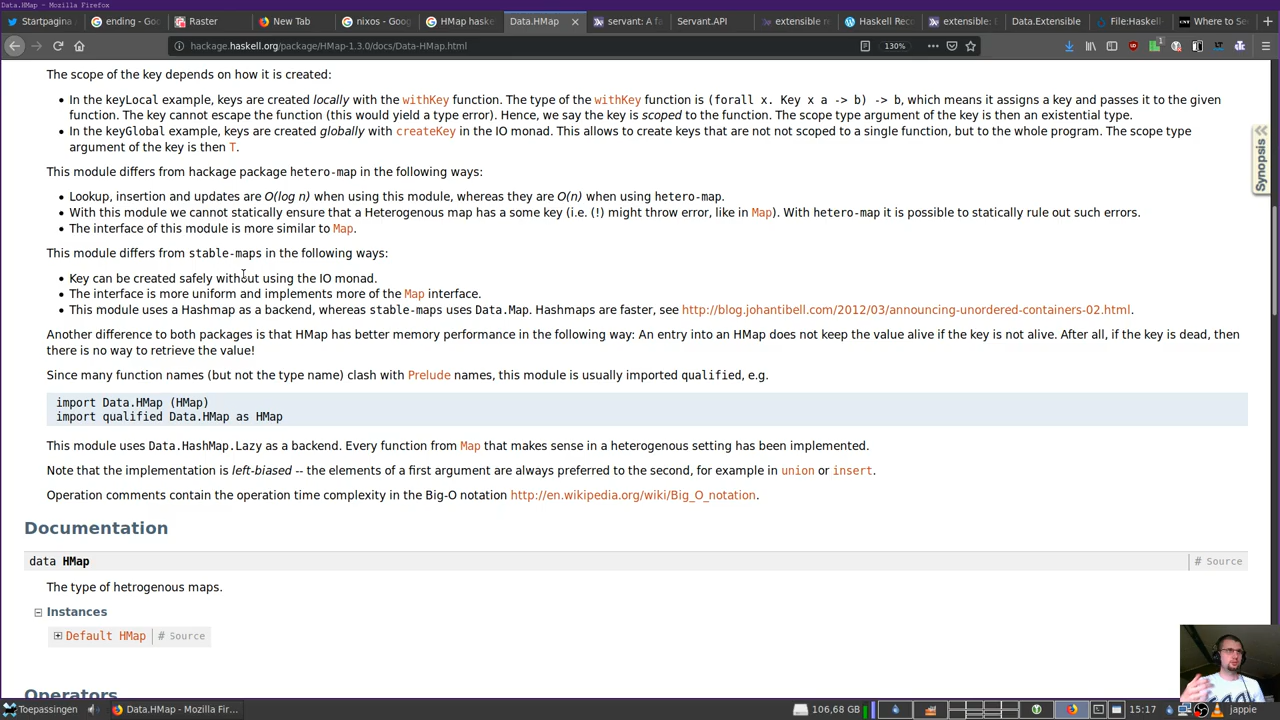 Data.HMap - Mozilla Firefox
Startpagina
ending - Goo
Raster
New Tab
nixos - Goog
HMap haske
Data.HMap
servant: A fa
Servant.API
extensible re
Haskell Reco
extensible: E
Data.Extensible
File:Haskell-
Where to Se
hackage.haskell.org/package/HMap-1.3.0/docs/Data-HMap.html
130%
The scope of the key depends on how it is created:
• In the keyLocal example, keys are created locally with the withKey function. The type of the withKey function is (forall x. Key x a -> b) -> b, which means it assigns a key and passes it to the given
function. The key cannot escape the function (this would yield a type error). Hence, we say the key is scoped to the function. The scope type argument of the key is then an existential type.
• In the keyGlobal example, keys are created globally with createKey in the IO monad. This allows to create keys that are not not scoped to a single function, but to the whole program. The scope type
argument of the key is then T.
This module differs from hackage package hetero-map in the following ways:
• Lookup, insertion and updates are O(log n) when using this module, whereas they are O(n) when using hetero-map.
• With this module we cannot statically ensure that a Heterogenous map has a some key (i.e. (!) might throw error, like in Map). With hetero-map it is possible to statically rule out such errors.
• The interface of this module is more similar to Map.
This module differs from stable-maps in the following ways:
• Key can be created safely without using the IO monad.
• The interface is more uniform and implements more of the Map interface.
• This module uses a Hashmap as a backend, whereas stable-maps uses Data.Map. Hashmaps are faster, see http://blog.johantibell.com/2012/03/announcing-unordered-containers-02.html.
Another difference to both packages is that HMap has better memory performance in the following way: An entry into an HMap does not keep the value alive if the key is not alive. After all, if the key is dead, then
there is no way to retrieve the value!
Since many function names (but not the type name) clash with Prelude names, this module is usually imported qualified, e.g.
import Data.HMap (HMap)
import qualified Data.HMap as HMap
This module uses Data.HashMap.Lazy as a backend. Every function from Map that makes sense in a heterogenous setting has been implemented.
Note that the implementation is left-biased -- the elements of a first argument are always preferred to the second, for example in union or insert.
Operation comments contain the operation time complexity in the Big-O notation http://en.wikipedia.org/wiki/Big_O_notation.
Documentation
data HMap
# Source
The type of hetrogenous maps.
Instances
Default HMap
# Source
Operators
Synopsis
Toepassingen
Data.HMap - Mozilla Fir...
106,68 GB
15:17
jappie